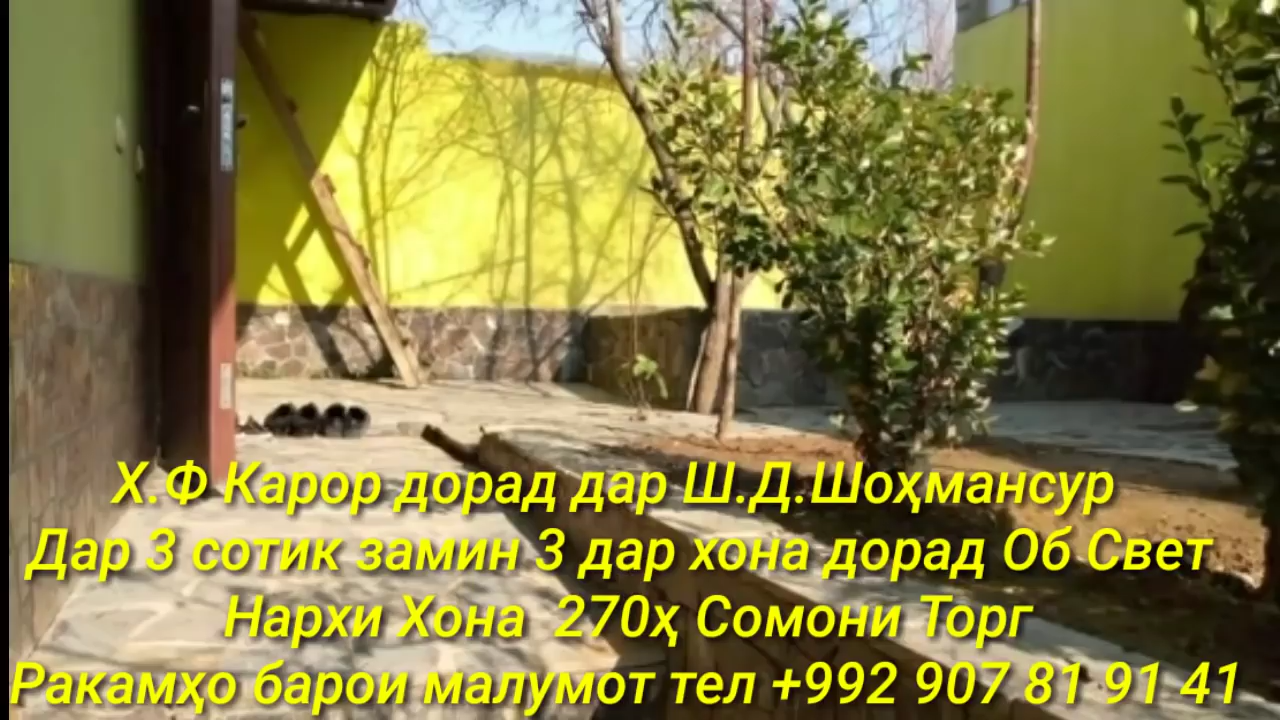 Х.Ф Карор дорад дар Ш.Д.Шоҳмансур
Дар 3 сотик замин 3 дар хона дорад Об Свет
Нархи Хона 270ҳ Сомони Торг
Ракамҳо барои малумот тел +992 907 81 91 41